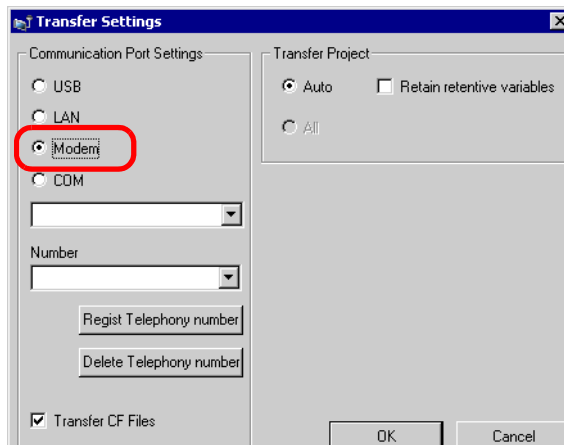 Transfer Settings
Communication Port Settings
USB
LAN
Modem
COM
Number
Regist Telephony number
Delete Telephony number
Transfer CF Files
Transfer Project
Auto
Retain retentive variables
All
OK
Cancel